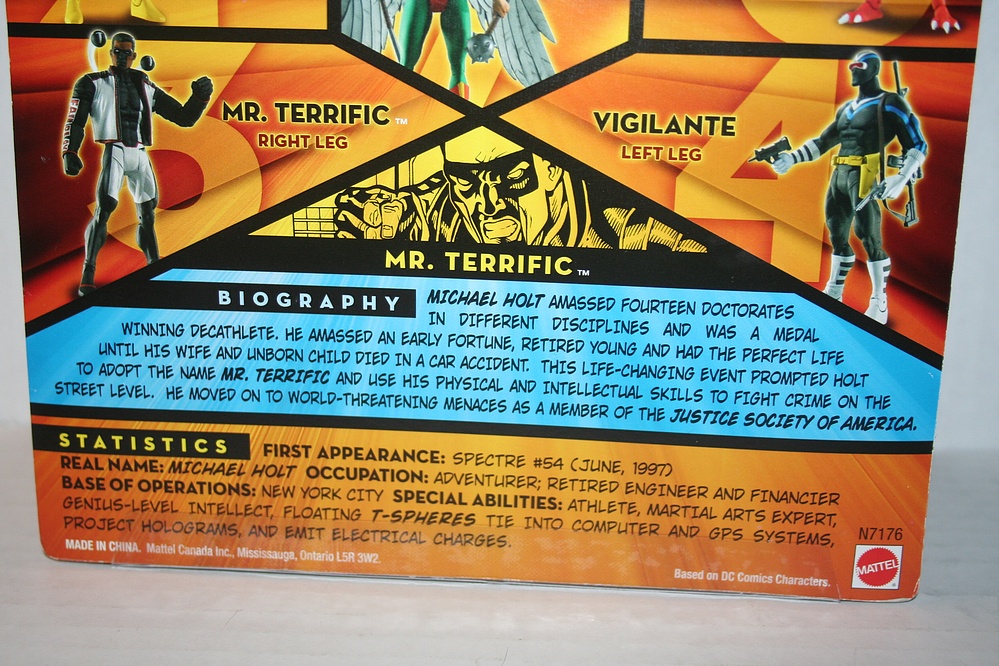 MR. TERRIFIC™
RIGHT LEG
VIGILANTE
LEFT LEG
MR. TERRIFIC™
BIOGRAPHY
MICHAEL HOLT AMASSED FOURTEEN DOCTORATES
IN DIFFERENT DISCIPLINES AND WAS A MEDAL
WINNING DECATHLETE. HE AMASSED AN EARLY FORTUNE, RETIRED YOUNG AND HAD THE PERFECT LIFE
UNTIL HIS WIFE AND UNBORN CHILD DIED IN A CAR ACCIDENT. THIS LIFE-CHANGING EVENT PROMPTED HOLT
TO ADOPT THE NAME MR. TERRIFIC AND USE HIS PHYSICAL AND INTELLECTUAL SKILLS TO FIGHT CRIME ON THE
STREET LEVEL. HE MOVED ON TO WORLD-THREATENING MENACES AS A MEMBER OF THE JUSTICE SOCIETY OF AMERICA.
STATISTICS
FIRST APPEARANCE: SPECTRE #54 (JUNE, 1997)
REAL NAME: MICHAEL HOLT OCCUPATION: ADVENTURER; RETIRED ENGINEER AND FINANCIER
BASE OF OPERATIONS: NEW YORK CITY SPECIAL ABILITIES: ATHLETE, MARTIAL ARTS EXPERT,
GENIUS-LEVEL INTELLECT, FLOATING T-SPHERES TIE INTO COMPUTER AND GPS SYSTEMS,
PROJECT HOLOGRAMS, AND EMIT ELECTRICAL CHARGES.
MADE IN CHINA. Mattel Canada Inc., Mississauga, Ontario L5R 3W2.
Based on DC Comics Characters.
N7176
MATTEL